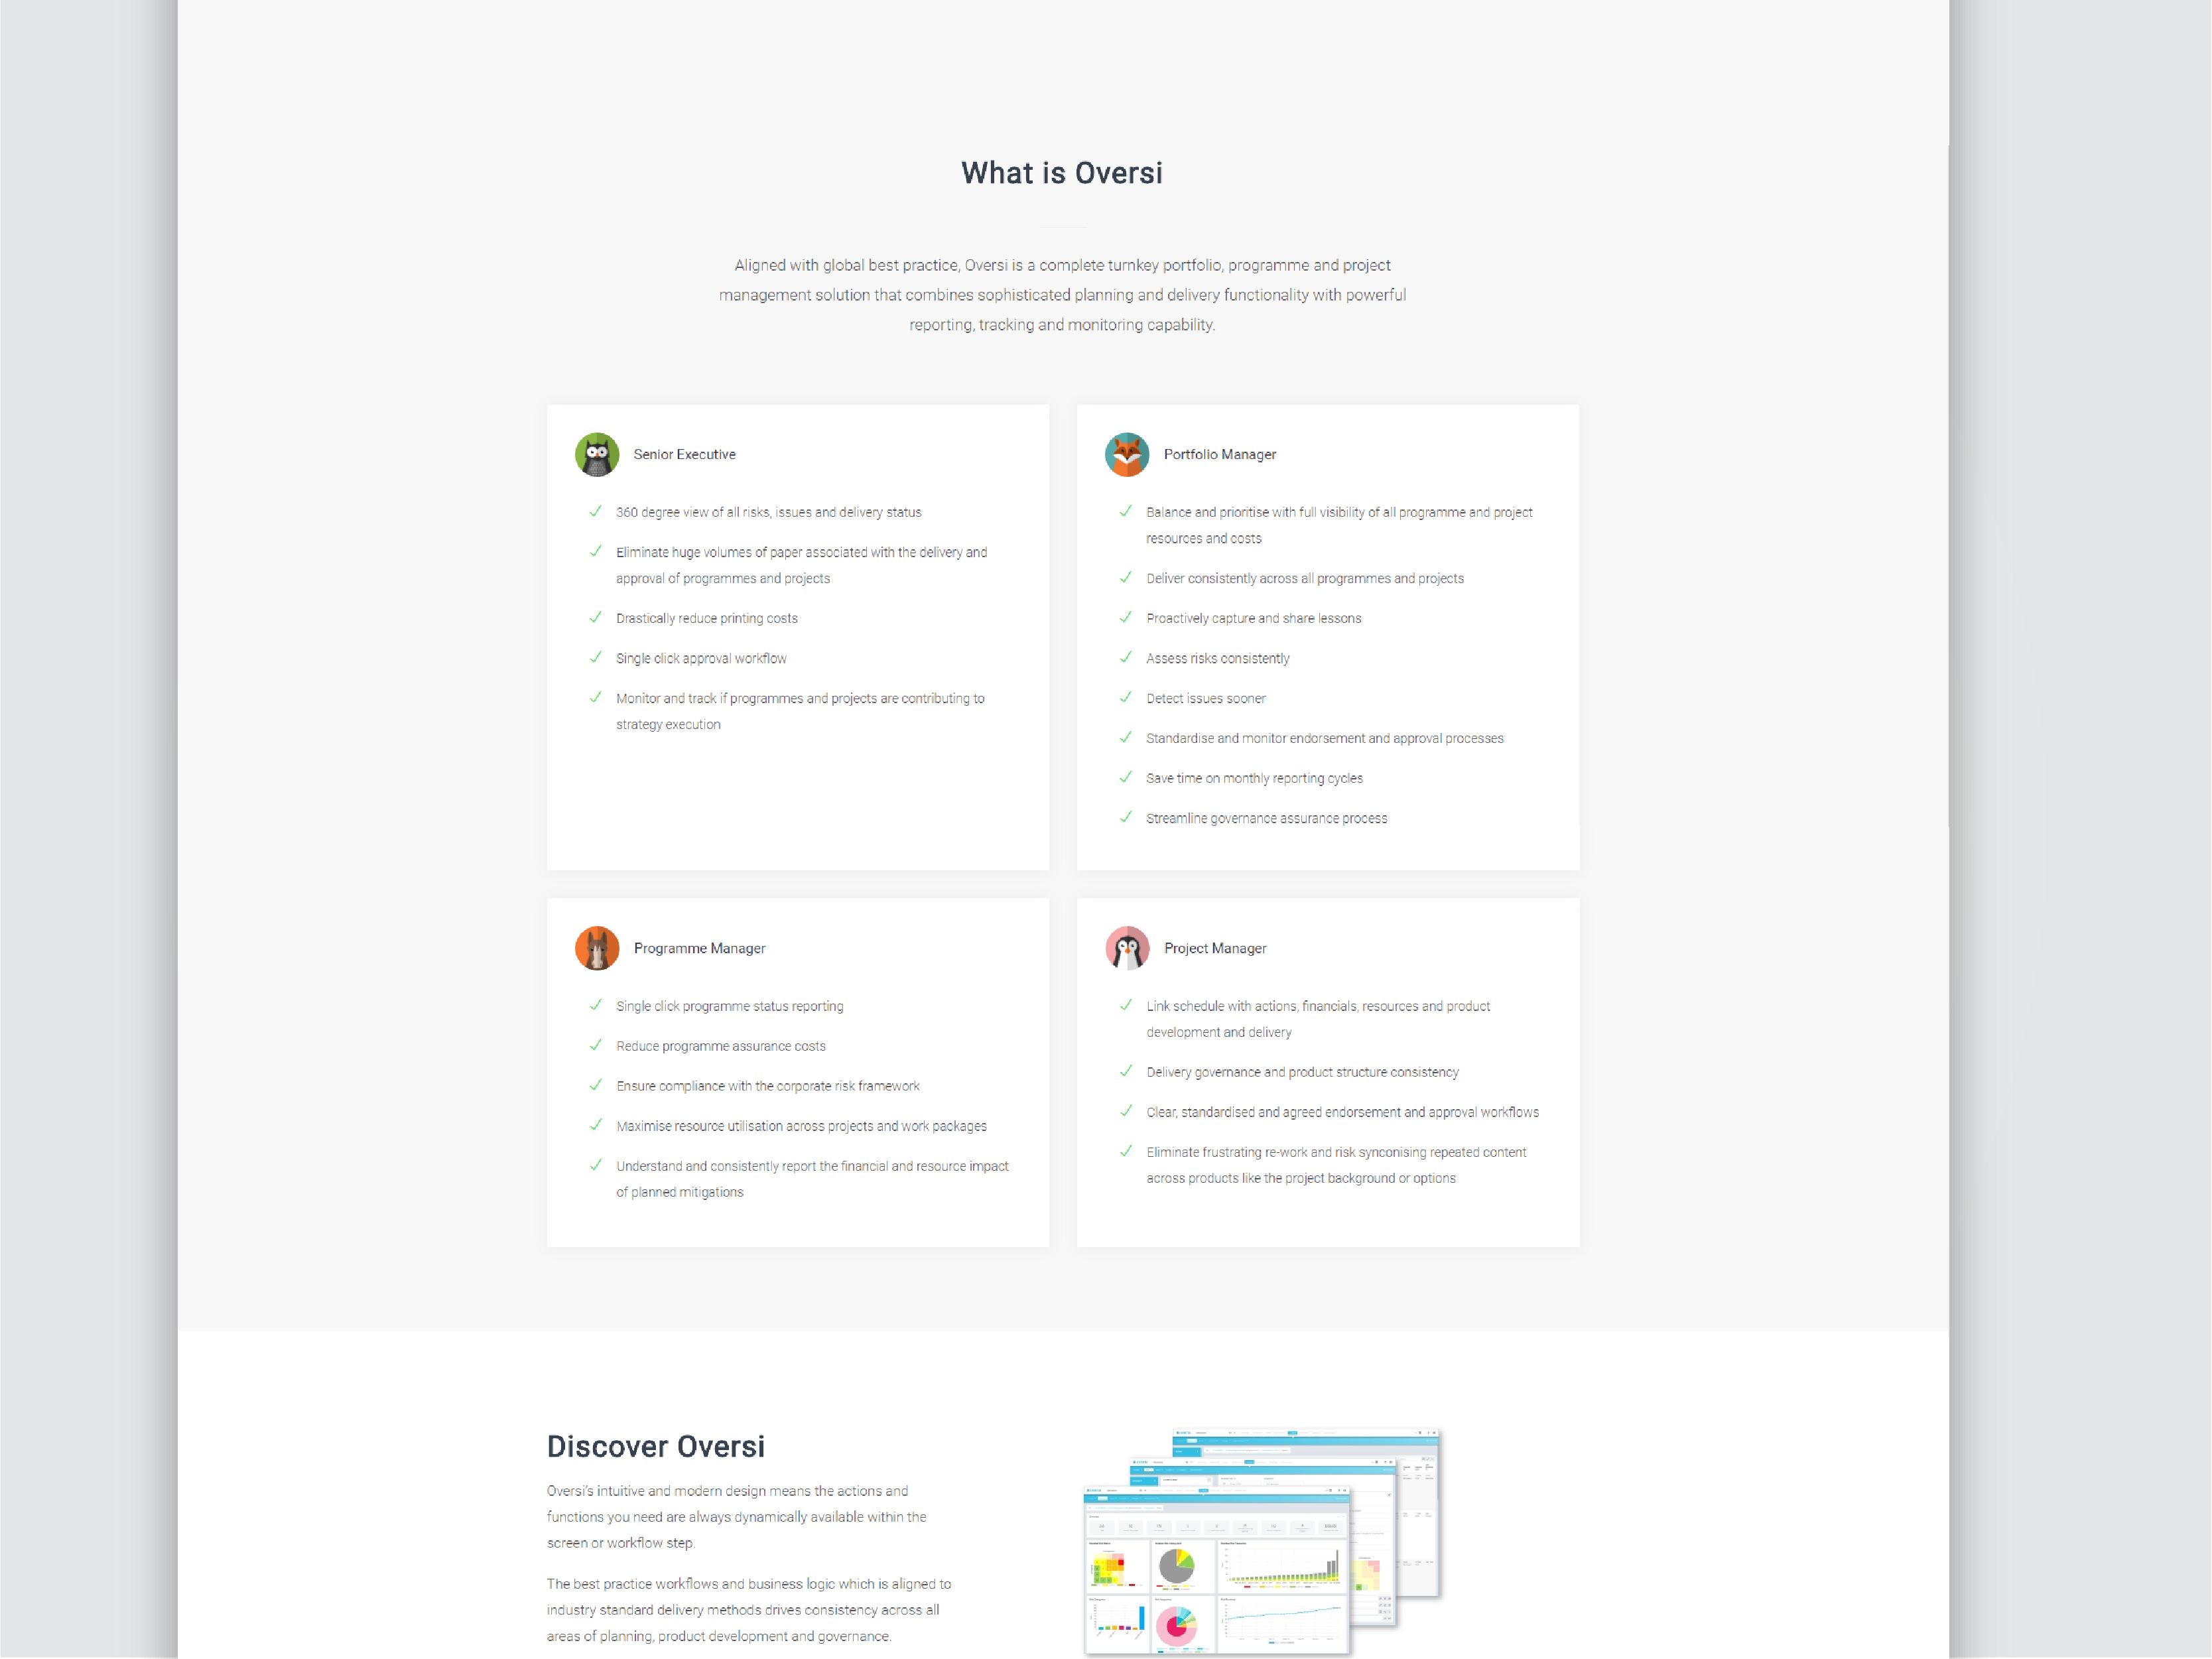 What is Oversi
Aligned with global best practice, Oversi is a complete turnkey portfolio, programme and project
management solution that combines sophisticated planning and delivery functionality with powerful
reporting, tracking and monitoring capability.
Senior Executive
360 degree view of all risks, issues and delivery status
Eliminate huge volumes of paper associated with the delivery and
approval of programmes and projects
Drastically reduce printing costs
Single click approval workflow
Monitor and track if programmes and projects are contributing to
strategy execution
Portfolio Manager
Balance and prioritise with full visibility of all programme and project
resources and costs
Deliver consistently across all programmes and projects
Proactively capture and share lessons
Assess risks consistently
Detect issues sooner
Standardise and monitor endorsement and approval processes
Save time on monthly reporting cycles
Streamline governance assurance process
Programme Manager
Single click programme status reporting
Reduce programme assurance costs
Ensure compliance with the corporate risk framework
Maximise resource utilisation across projects and work packages
Understand and consistently report the financial and resource impact
of planned mitigations
Project Manager
Link schedule with actions, financials, resources and product
development and delivery
Delivery governance and product structure consistency
Clear, standardised and agreed endorsement and approval workflows
Eliminate frustrating re-work and risk synconising repeated content
across products like the project background or options
Discover Oversi
Oversi's intuitive and modern design means the actions and
functions you need are always dynamically available within the
screen or workflow step.
The best practice workflows and business logic which is aligned to
industry standard delivery methods drives consistency across all
areas of planning, product development and governance.